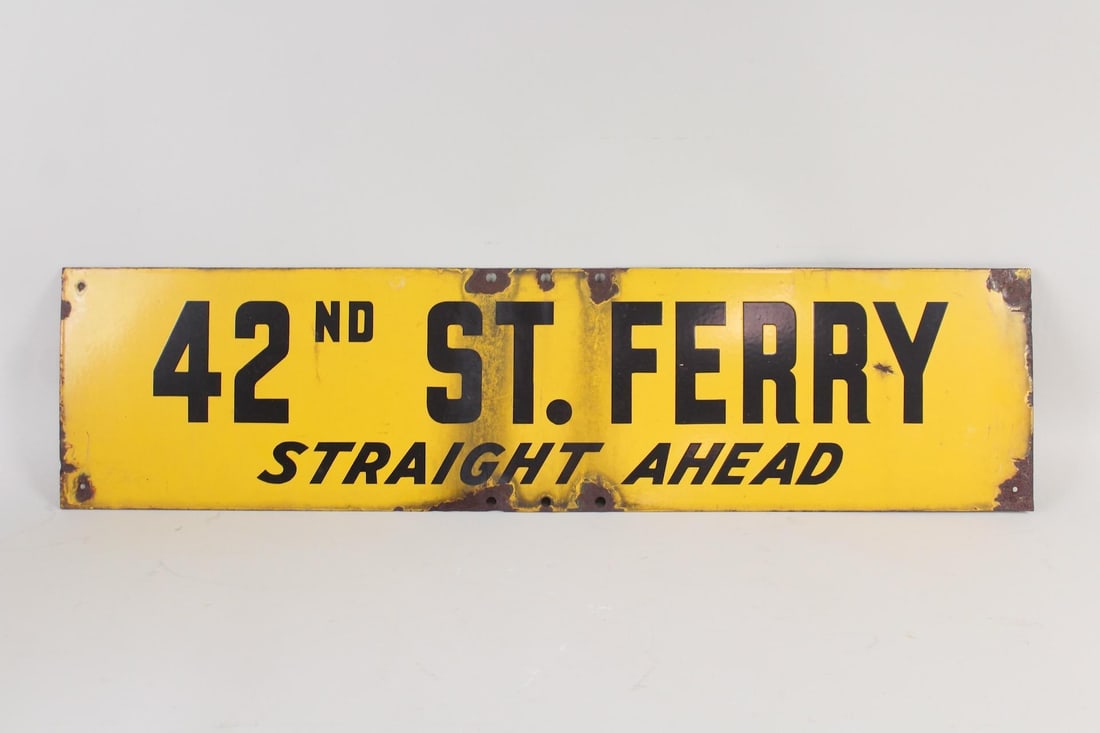 42ND ST. FERRY
STRAIGHT AHEAD